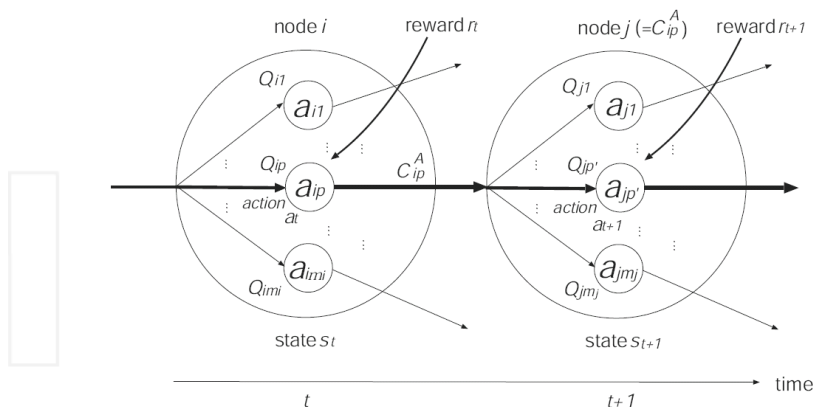 node i
reward rt
node j (=C^A_ip)
reward rt+1
Qi1
ai1
Qj1
aj1
⋮ ⋮
⋮ ⋮
⋮
Qip
aip
C^A_ip
⋮
Qjp'
ajp'
⋮
action
at
⋮
action
at+1
⋮ ⋮
⋮ ⋮
Qimi
aimi
Qjmj
ajmj
state st
state st+1
time
t
t+1